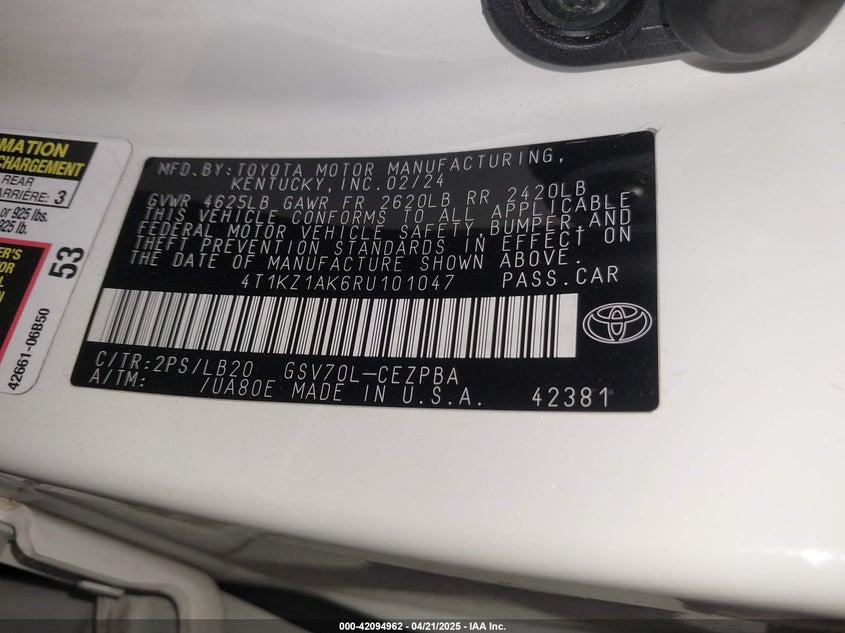 MATION
CHARGEMENT
REAR
ARRIÈRE: 3
or 925 lbs.
925 lb.
53
42661-06B50
MFD.BY:TOYOTA MOTOR MANUFACTURING,
KENTUCKY,INC.02/24
GVWR 4625LB GAWR FR 2620LB RR 2420LB
THIS VEHICLE CONFORMS TO ALL APPLICABLE
FEDERAL MOTOR VEHICLE SAFETY,BUMPER,AND
THEFT PREVENTION STANDARDS IN EFFECT ON
THE DATE OF MANUFACTURE SHOWN ABOVE.
4T1KZ1AK6RU101047 PASS.CAR
C/TR:2PS/LB20 GSV70L-CEZPBA
A/TM: /UA80E MADE IN U.S.A. 42381
000-42094962 - 04/21/2025 - IAA Inc.